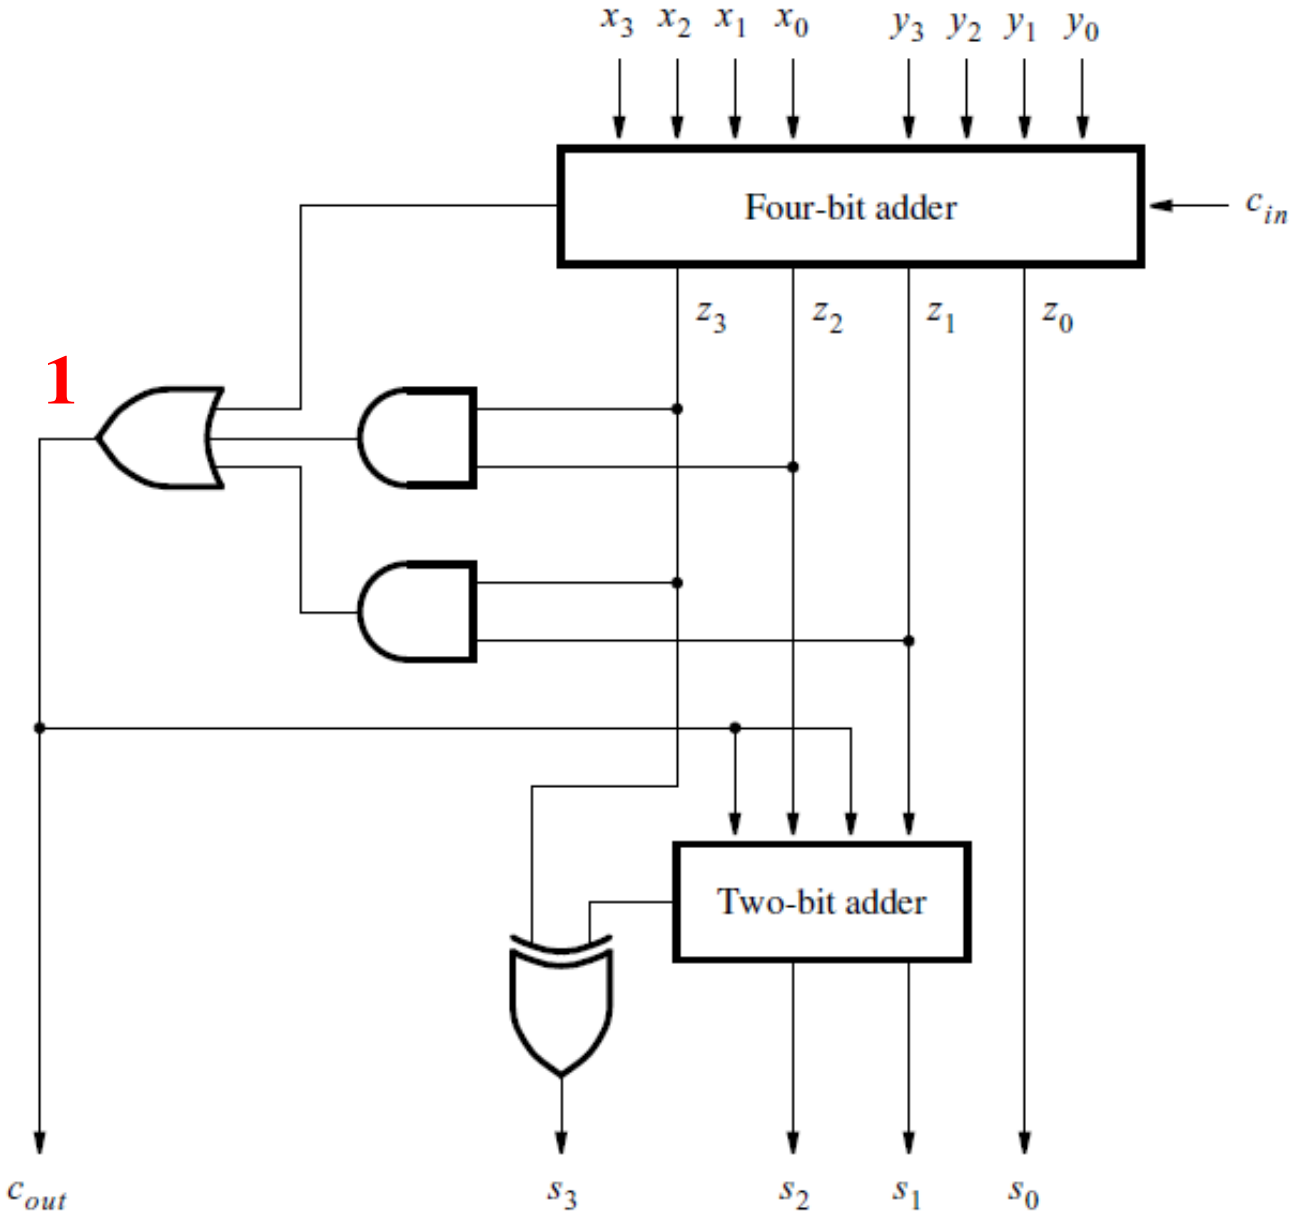 x3 x2 x1 x0 y3 y2 y1 y0
Four-bit adder
cin
z3 z2 z1 z0
1
Two-bit adder
cout s3 s2 s1 s0